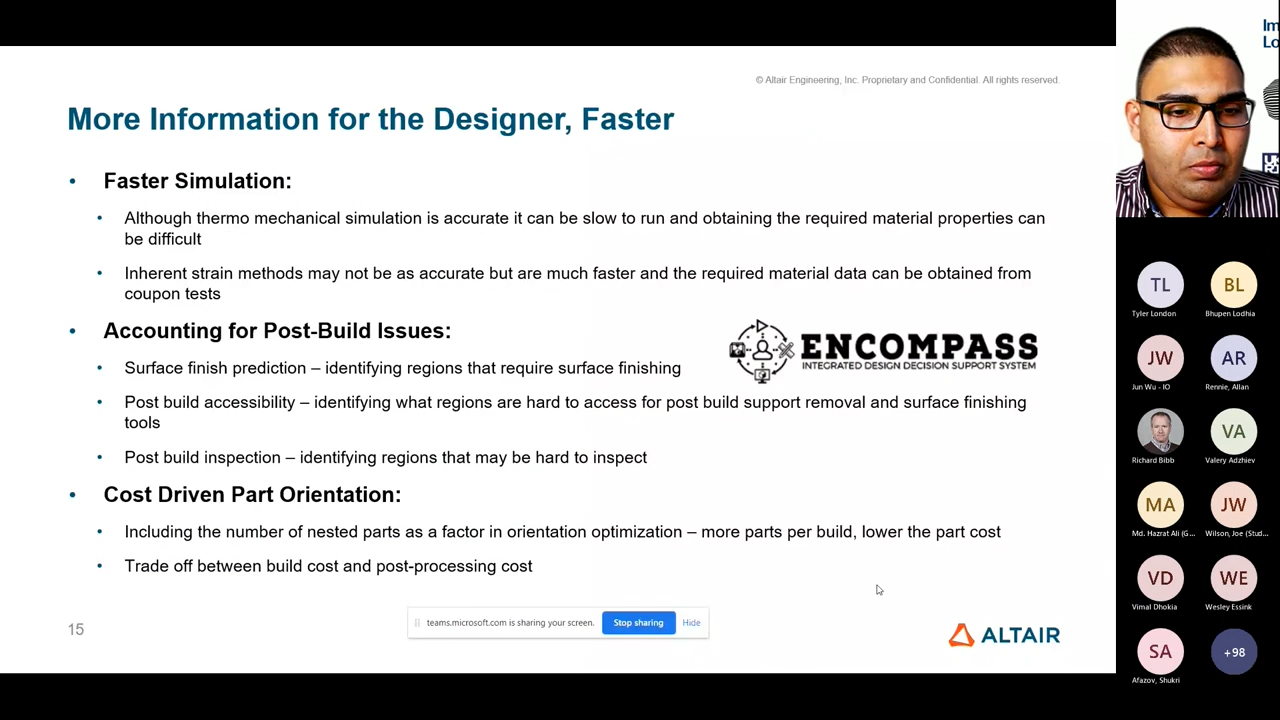 © Altair Engineering, Inc. Proprietary and Confidential. All rights reserved.
More Information for the Designer, Faster
• Faster Simulation:
• Although thermo mechanical simulation is accurate it can be slow to run and obtaining the required material properties can
be difficult
• Inherent strain methods may not be as accurate but are much faster and the required material data can be obtained from
coupon tests
• Accounting for Post-Build Issues:
ENCOMPASS
INTEGRATED DESIGN DECISION SUPPORT SYSTEM
• Surface finish prediction – identifying regions that require surface finishing
• Post build accessibility – identifying what regions are hard to access for post build support removal and surface finishing
tools
• Post build inspection – identifying regions that may be hard to inspect
• Cost Driven Part Orientation:
• Including the number of nested parts as a factor in orientation optimization – more parts per build, lower the part cost
• Trade off between build cost and post-processing cost
15
teams.microsoft.com is sharing your screen.
Stop sharing
Hide
ALTAIR
Im
Lo
TL
Tyler London
BL
Bhupen Lodhia
JW
Jun Wu - IO
AR
Rennie, Allan
Richard Bibb
VA
Valery Adzhiev
MA
Md. Hazrat Ali (G...
JW
Wilson, Joe (Stud...
VD
Vimal Dhokia
WE
Wesley Essink
SA
Afazov, Shukri
+98